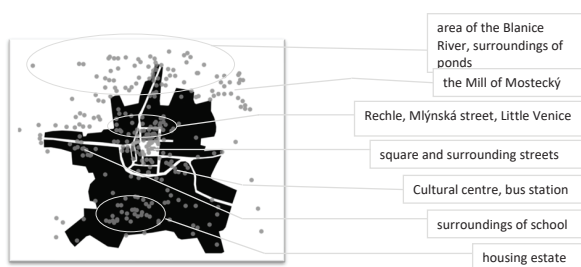 area of the Blanice
River, surroundings of
ponds
the Mill of Mostecký
Rechle, Mlýnská street, Little Venice
square and surrounding streets
Cultural centre, bus station
surroundings of school
housing estate